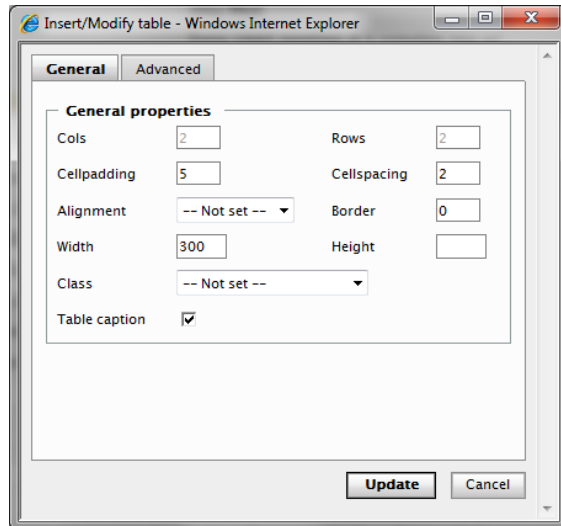 Insert/Modify table - Windows Internet Explorer
General Advanced
General properties
Cols 2 Rows 2
Cellpadding 5 Cellspacing 2
Alignment -- Not set -- Border 0
Width 300 Height
Class -- Not set --
Table caption
Update Cancel